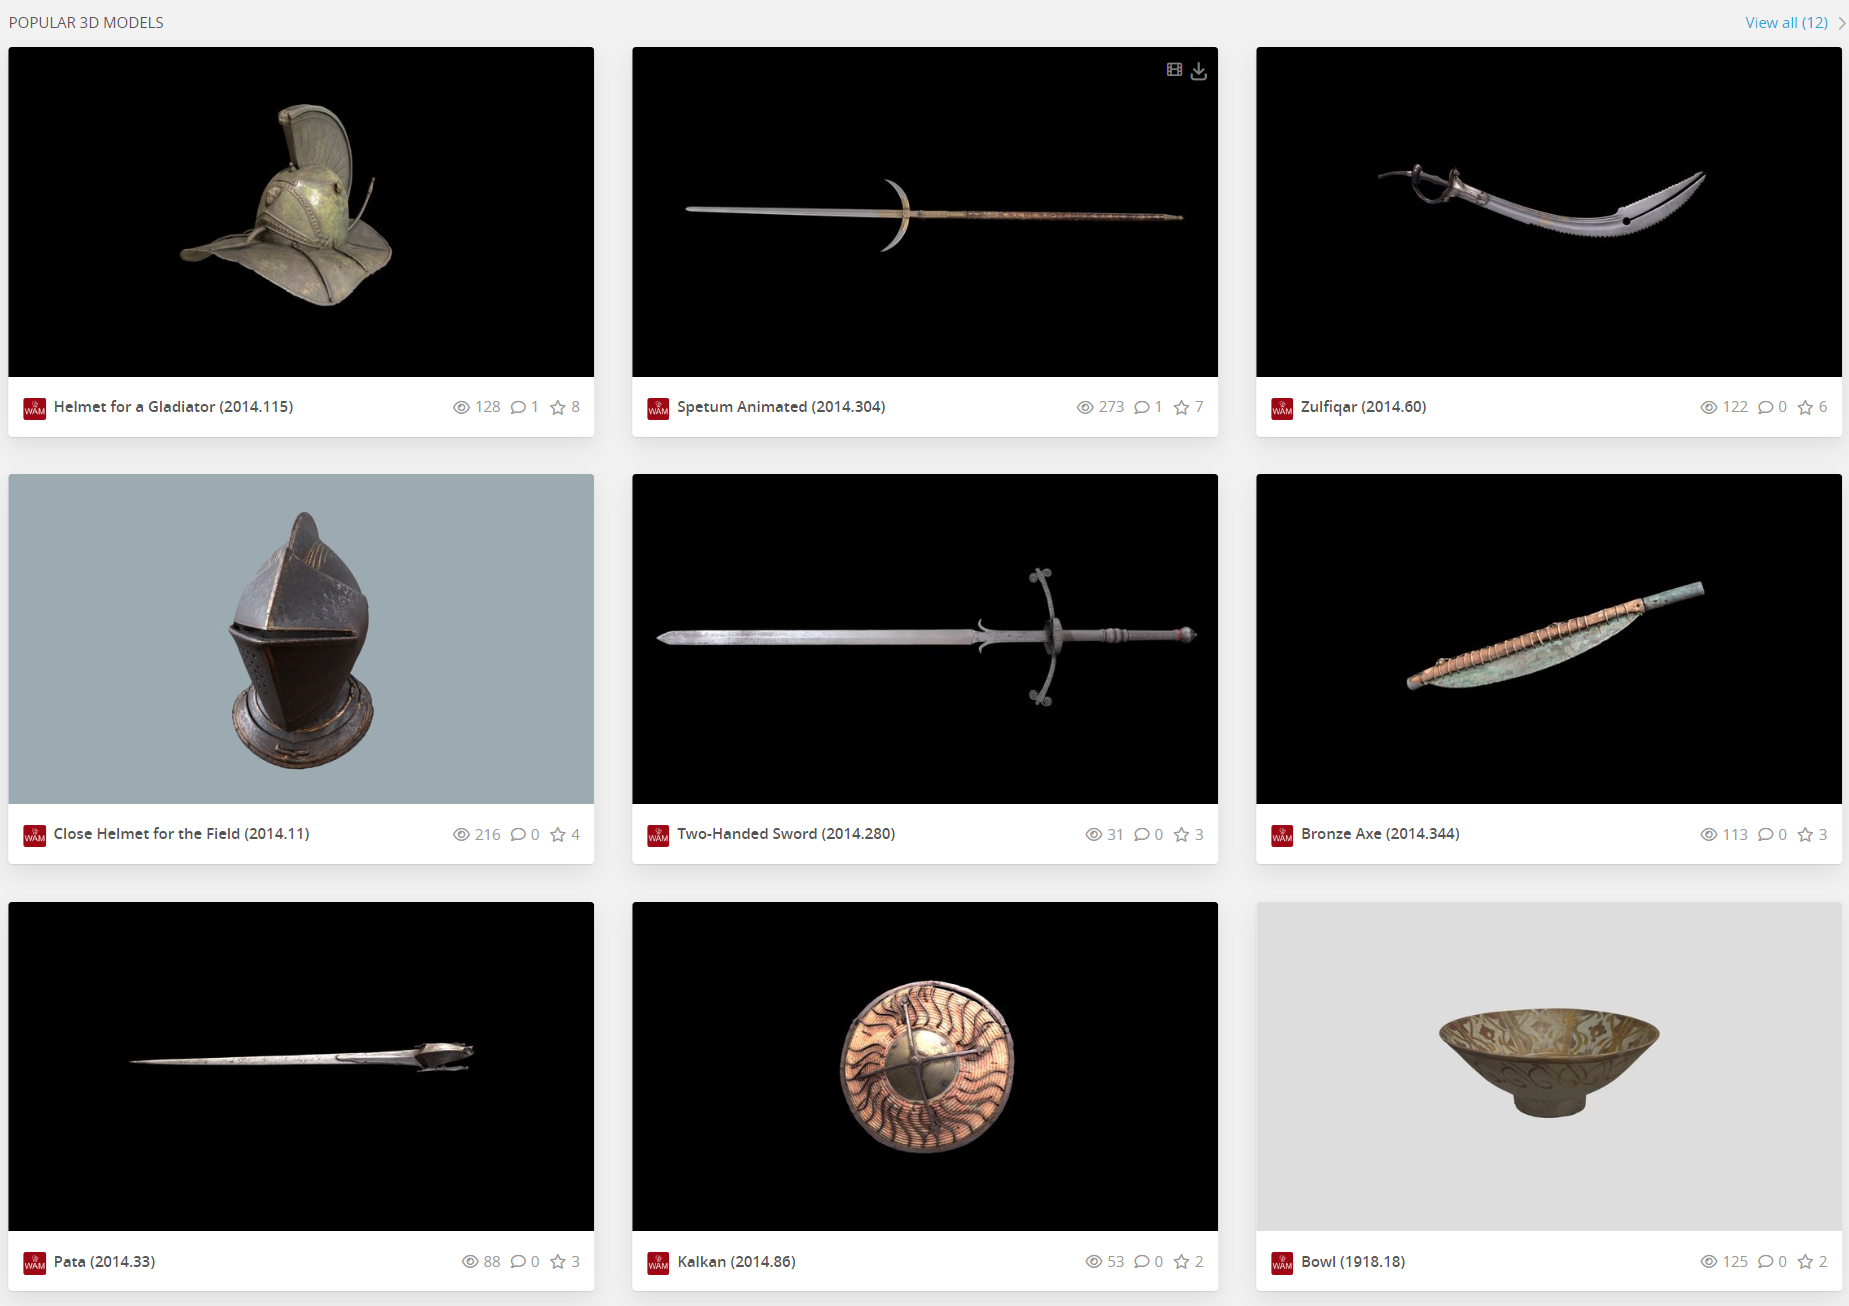 POPULAR 3D MODELS
View all (12)
WAM Helmet for a Gladiator (2014.115) 128 1 8
WAM Spetum Animated (2014.304) 273 1 7
WAM Zulfiqar (2014.60) 122 0 6
WAM Close Helmet for the Field (2014.11) 216 0 4
WAM Two-Handed Sword (2014.280) 31 0 3
WAM Bronze Axe (2014.344) 113 0 3
WAM Pata (2014.33) 88 0 3
WAM Kalkan (2014.86) 53 0 2
WAM Bowl (1918.18) 125 0 2